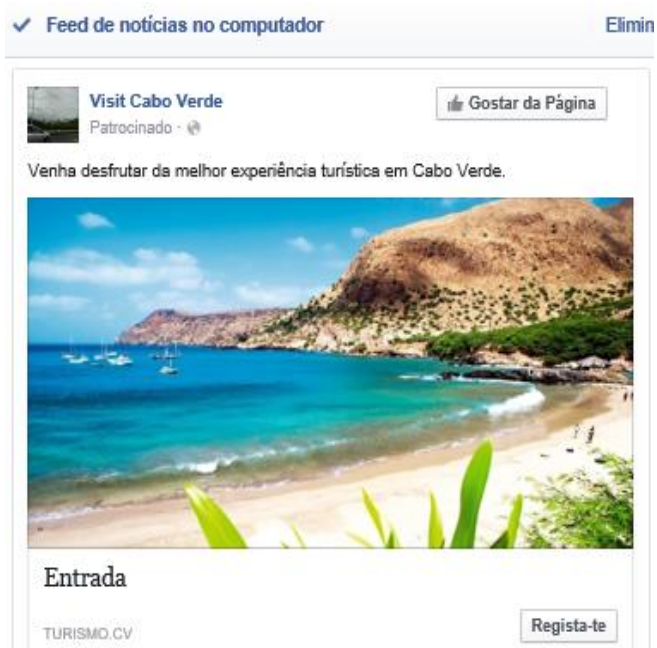 Feed de notícias no computador
Elimin
Visit Cabo Verde
Gostar da Página
Patrocinado ·
Venha desfrutar da melhor experiência turística em Cabo Verde.
Entrada
Regista-te
TURISMO.CV